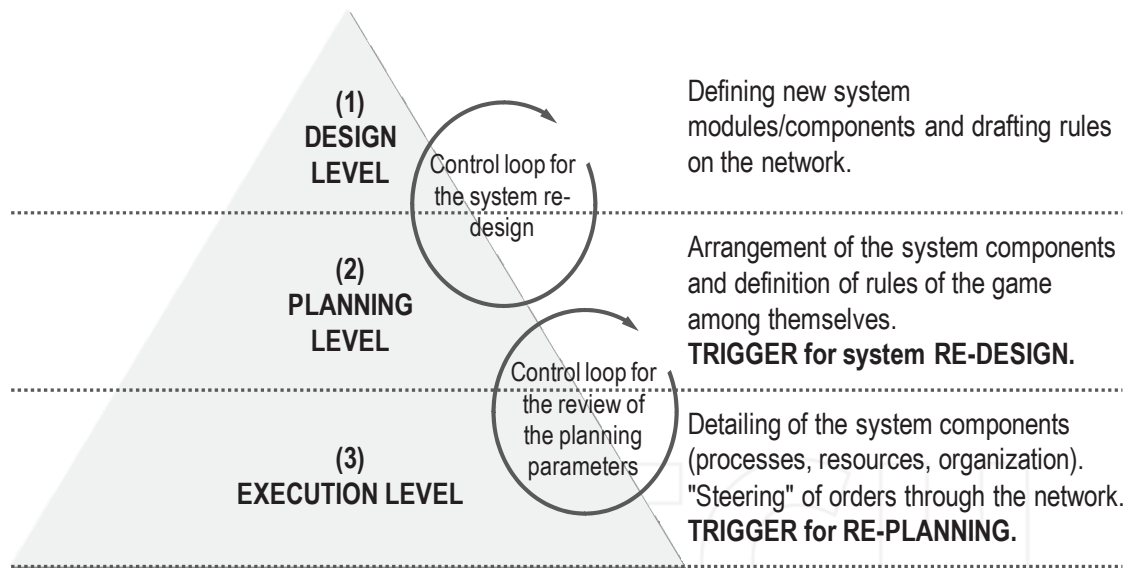 (1)
DESIGN
LEVEL
Control loop for
the system re-
design
Defining new system
modules/components and drafting rules
on the network.
(2)
PLANNING
LEVEL
Control loop for
the review of
the planning
parameters
Arrangement of the system components
and definition of rules of the game
among themselves.
TRIGGER for system RE-DESIGN.
(3)
EXECUTION LEVEL
Detailing of the system components
(processes, resources, organization).
"Steering" of orders through the network.
TRIGGER for RE-PLANNING.